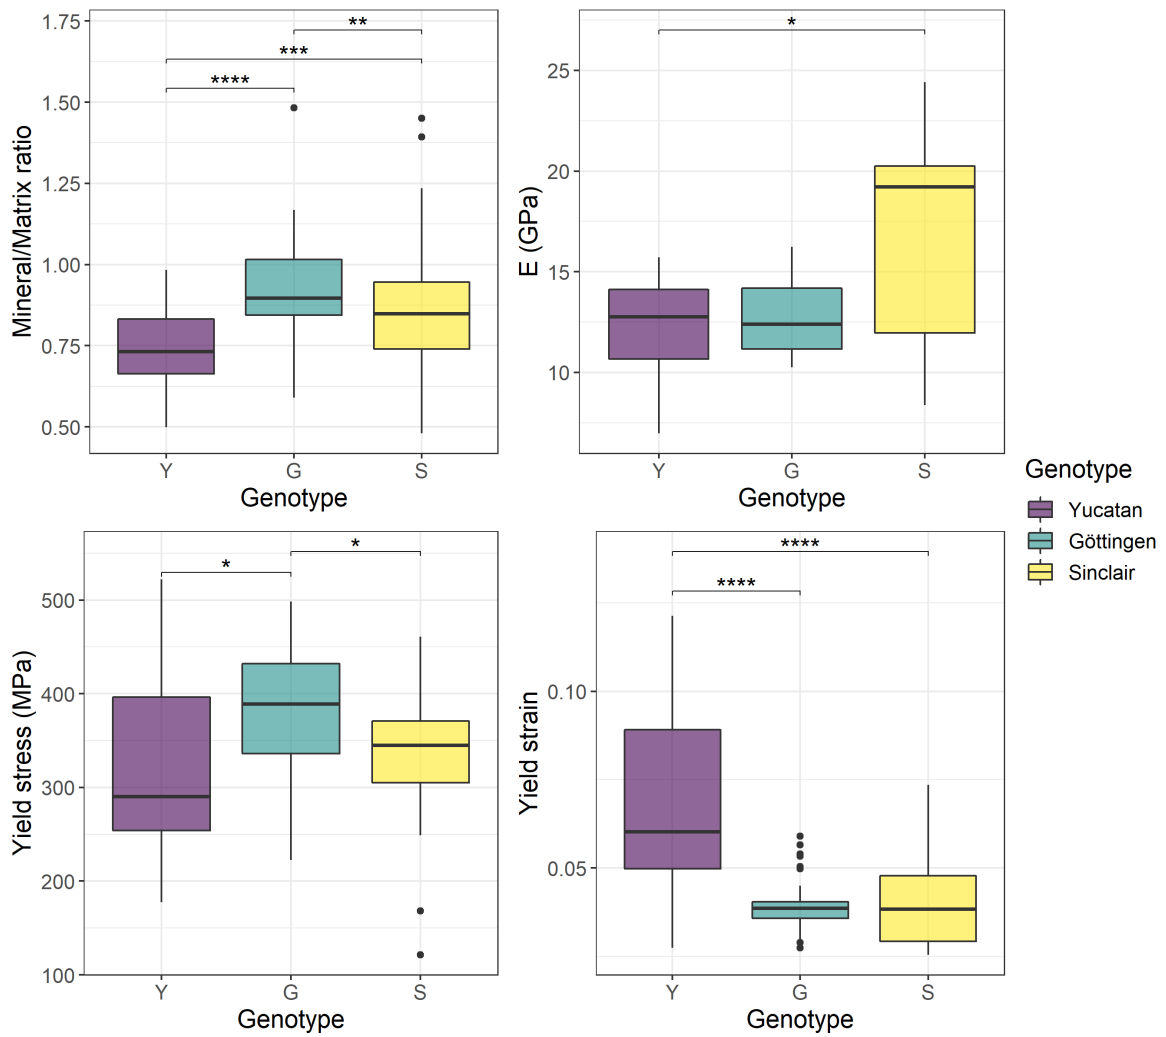 Mineral/Matrix ratio
1.75
1.50
1.25
1.00
0.75
0.50
**
***
****
Y G S
Genotype
E (GPa)
25
20
15
10
*
Y G S
Genotype
Yield stress (MPa)
500
400
300
200
100
*
*
Y G S
Genotype
Yield strain
0.10
0.05
****
****
Y G S
Genotype
Genotype
Yucatan
Göttingen
Sinclair